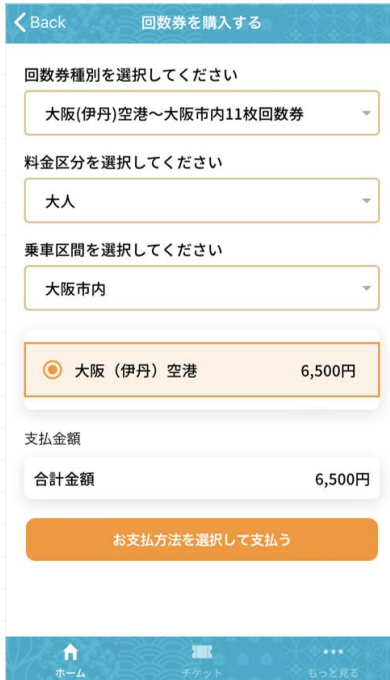 Back
回数券を購入する
回数券種別を選択してください
大阪(伊丹)空港〜大阪市内11枚回数券
料金区分を選択してください
大人
乗車区間を選択してください
大阪市内
大阪（伊丹）空港 6,500円
支払金額
合計金額 6,500円
お支払方法を選択して支払う
ホーム
チケット
もっと見る